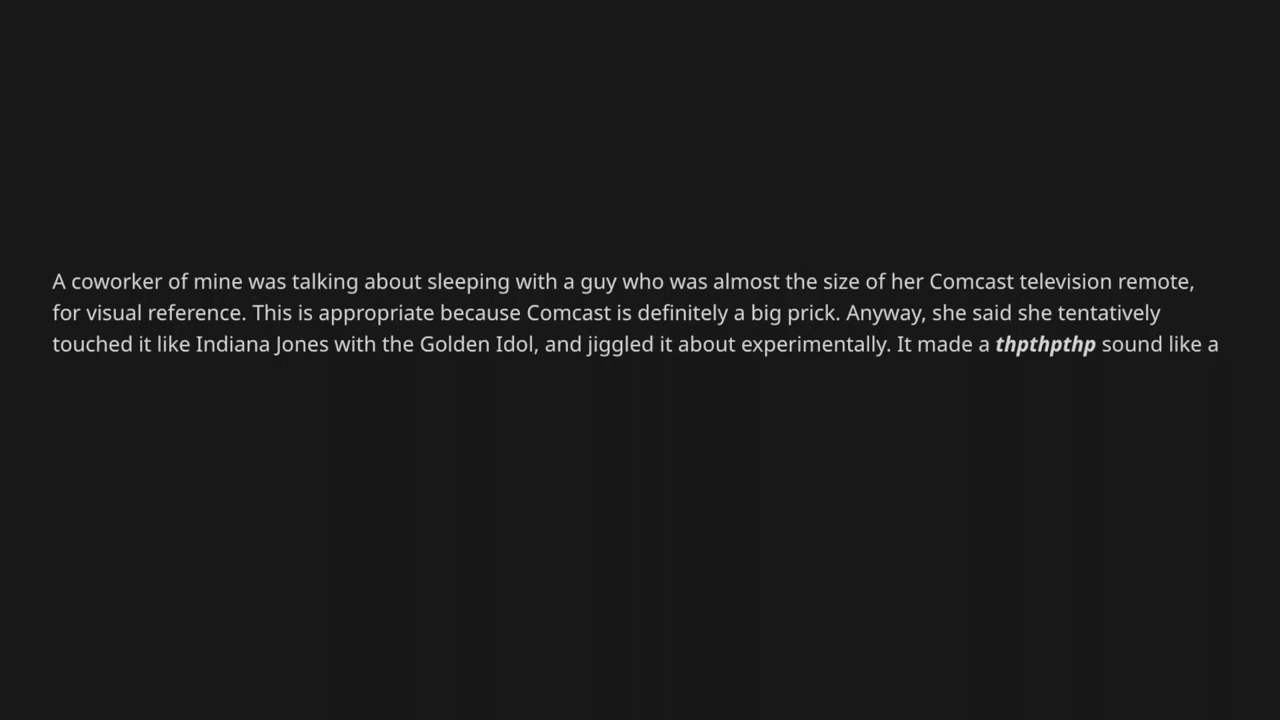 A coworker of mine was talking about sleeping with a guy who was almost the size of her Comcast television remote,
for visual reference. This is appropriate because Comcast is definitely a big prick. Anyway, she said she tentatively
touched it like Indiana Jones with the Golden Idol, and jiggled it about experimentally. It made a thpthpthp sound like a